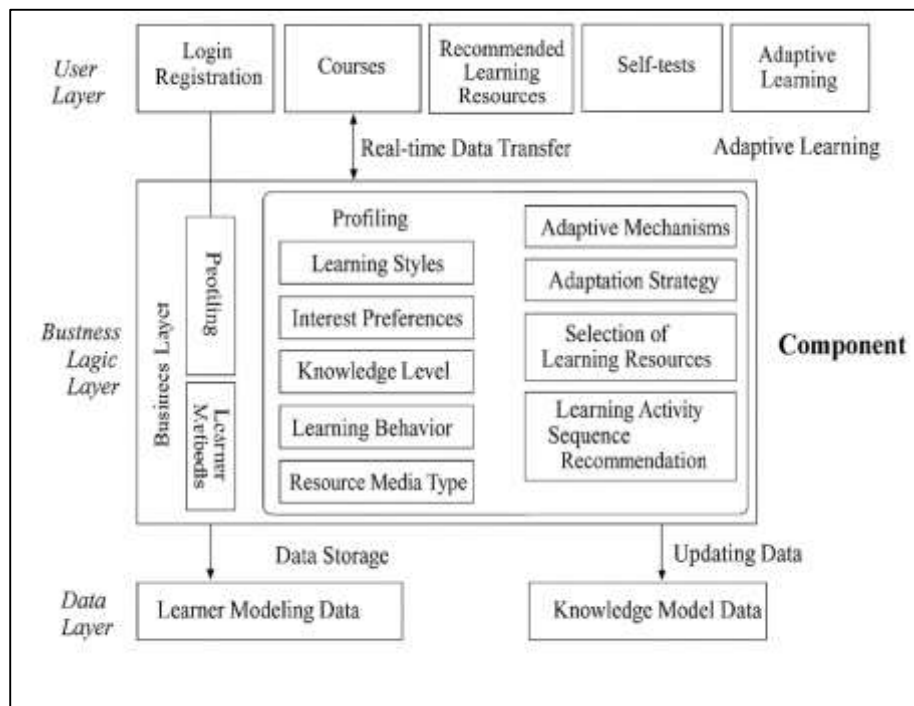 User
Layer
Login
Registration
Courses
Recommended
Learning
Resources
Self-tests
Adaptive
Learning
Real-time Data Transfer
Adaptive Learning
Bustness
Logic
Layer
Businees Layer
Profiling
Learner
Profiling
Learning Styles
Interest Preferences
Knowledge Level
Learning Behavior
Resource Media Type
Adaptive Mechanisms
Adaptation Strategy
Selection of
Learning Resources
Learning Activity
Sequence
Recommendation
Component
Data Storage
Updating Data
Data
Layer
Learner Modeling Data
Knowledge Model Data